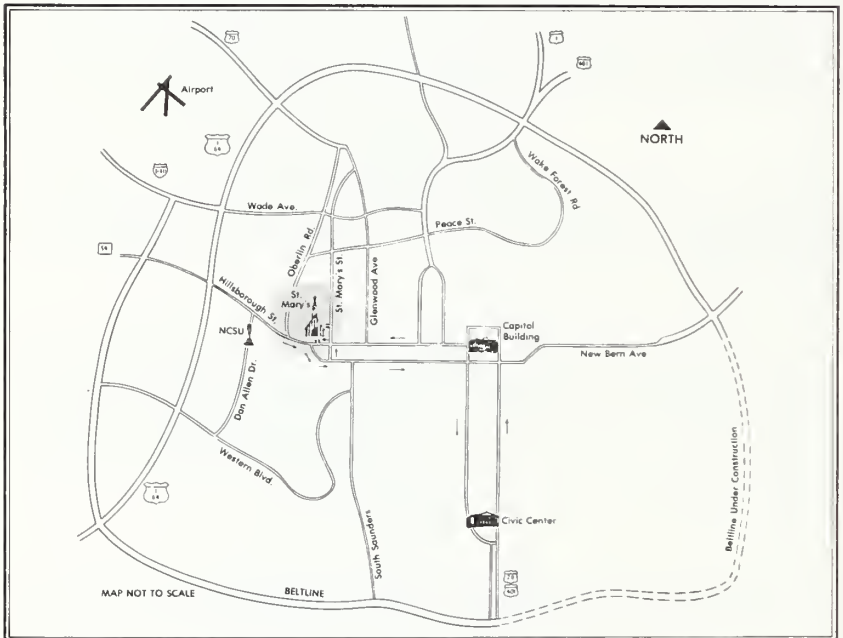 70
1
401
Airport
NORTH
1
64
Wake Forest Rd
Wade Ave.
Peace St.
Oberlin Rd.
St. Mary's St.
Glenwood Ave
54
Hillsborough St.
St.
Mary's
NCSU
Capitol
Building
New Bern Ave
Dan Allen Dr.
Western Blvd.
1
64
South Saunders
Civic Center
Beltline Under Construction
MAP NOT TO SCALE
BELTLINE
70
401